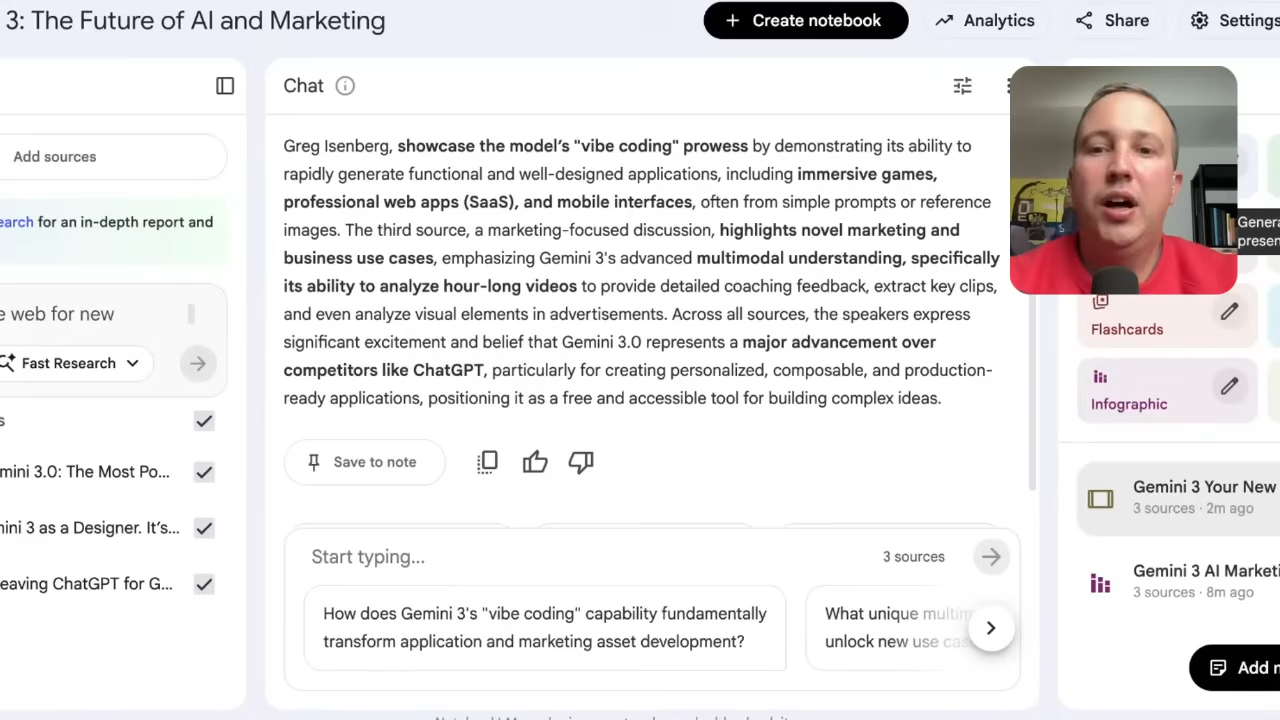 3: The Future of AI and Marketing
Create notebook
Analytics
Share
Settings
Add sources
earch for an in-depth report and
e web for new
Fast Research
s
mini 3.0: The Most Po...
ini 3 as a Designer. It's...
eaving ChatGPT for G...
Chat
Greg Isenberg, showcase the model's "vibe coding" prowess by demonstrating its ability to
rapidly generate functional and well-designed applications, including immersive games,
professional web apps (SaaS), and mobile interfaces, often from simple prompts or reference
images. The third source, a marketing-focused discussion, highlights novel marketing and
business use cases, emphasizing Gemini 3's advanced multimodal understanding, specifically
its ability to analyze hour-long videos to provide detailed coaching feedback, extract key clips,
and even analyze visual elements in advertisements. Across all sources, the speakers express
significant excitement and belief that Gemini 3.0 represents a major advancement over
competitors like ChatGPT, particularly for creating personalized, composable, and production-
ready applications, positioning it as a free and accessible tool for building complex ideas.
Save to note
Start typing...
3 sources
How does Gemini 3's "vibe coding" capability fundamentally
transform application and marketing asset development?
What unique multim
unlock new use cas
Genera
presen
Flashcards
Infographic
Gemini 3 Your New
3 sources · 2m ago
Gemini 3 AI Marketi
3 sources · 8m ago
Add n